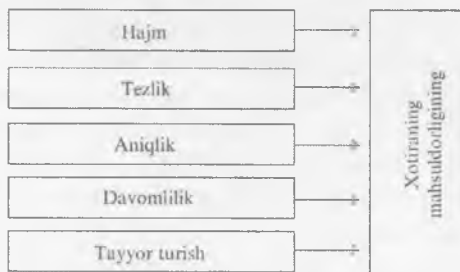 Hajm
Tezlik
Aniqlik
Davomlilik
Tayyor turish
Xotiraning
mahsuldorligining